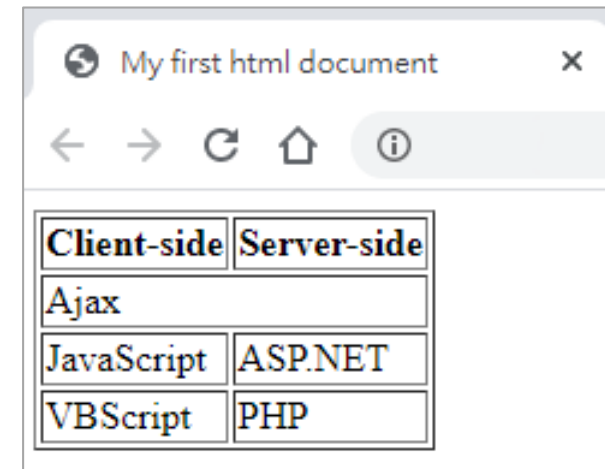 My first html document
Client-side Server-side
Ajax
JavaScript ASP.NET
VBScript PHP